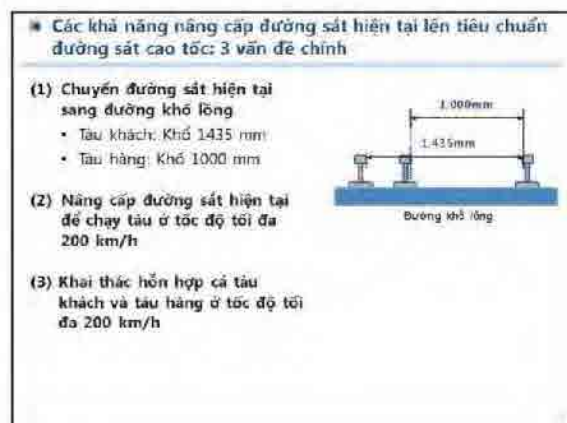 Các khả năng nâng cấp đường sắt hiện tại lên tiêu chuẩn
đường sắt cao tốc: 3 vấn đề chính
(1) Chuyển đường sắt hiện tại
sang đường khổ lồng
• Tàu khách: Khổ 1435 mm
• Tàu hàng: Khổ 1000 mm
(2) Nâng cấp đường sắt hiện tại
để chạy tàu ở tốc độ tối đa
200 km/h
(3) Khai thác hỗn hợp cả tàu
khách và tàu hàng ở tốc độ tối
đa 200 km/h
1.000mm
1.435mm
Đường khổ lồng